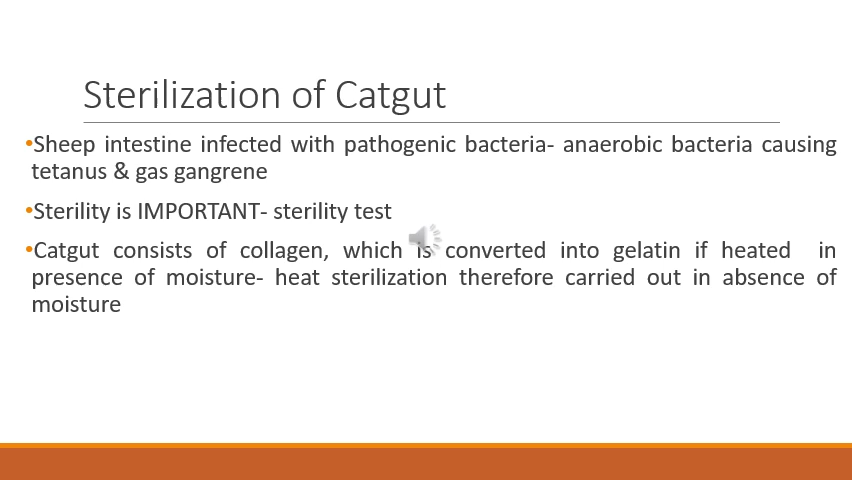 Sterilization of Catgut
•Sheep intestine infected with pathogenic bacteria- anaerobic bacteria causing
tetanus & gas gangrene
•Sterility is IMPORTANT- sterility test
•Catgut consists of collagen, which is converted into gelatin if heated in
presence of moisture- heat sterilization therefore carried out in absence of
moisture